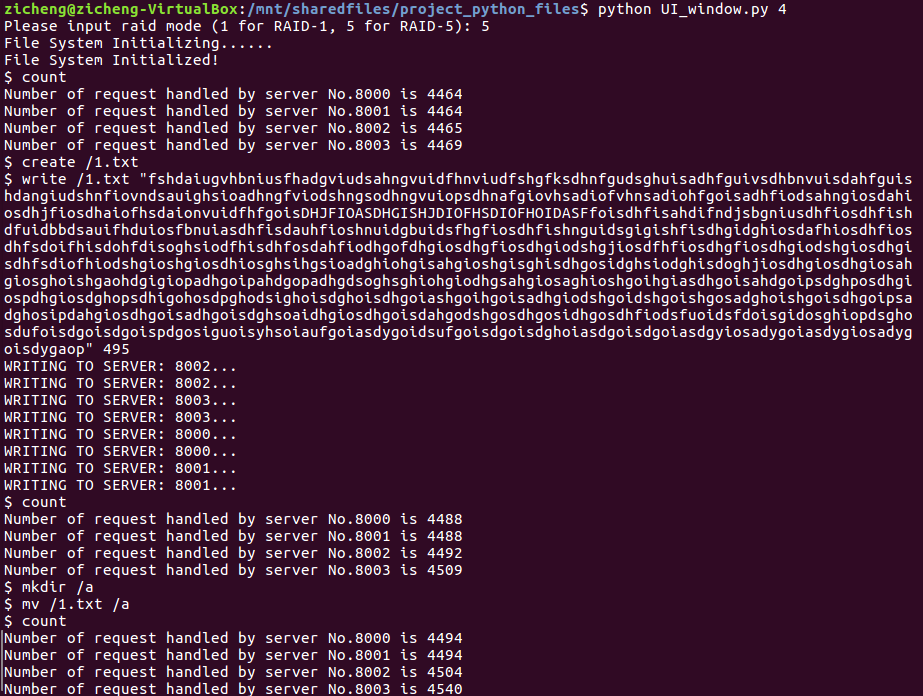 zicheng@zicheng-VirtualBox:/mnt/sharedfiles/project_python_files$ python UI_window.py 4
Please input raid mode (1 for RAID-1, 5 for RAID-5): 5
File System Initializing......
File System Initialized!
$ count
Number of request handled by server No.8000 is 4464
Number of request handled by server No.8001 is 4464
Number of request handled by server No.8002 is 4465
Number of request handled by server No.8003 is 4469
$ create /1.txt
$ write /1.txt "fshdaiugvhbniusfhadgviudsahngvuidfhnviudfshgfksdhnfgudsghuisadhfguivsdhbnvuisdahfguis
hdangiudshnfiovndsauighsioadhngfviodshngsodhngvuiopsdhnafgiovhsadiofvhnsadiohfgoisadhfiodsahngiosdahi
osdhjfiosdhaiofhsdaionvuidfhfgoisDHJFIOASDHGISHJDIOFHSDIOFHOIDASFfoisdhfisahdifndjsbgniusdhfiosdhfish
dfuidbbdsauifhduiosfbnuiasdhfisdauhfioshnuidgbuidsfhgfiosdhfishnguidsgigishfisdhgidghiosdafhiosdhfios
dhfsdoifhisdohfdisoghsiodfhisdhfosdahfiodhgofdhgiosdhgfiosdhgiodshgjiosdfhfiosdhgfiosdhgiodshgiosdhgi
sdhfsdiofhiodshgioshgiosdhiosghsihgsioadghiohgisahgioshgisghisdhgosidghsiodghisdoghjiosdhgiosdhgiosah
giosghoishgaohdgigiopadhgoipahdgopadhgdsoghsghiohgiodhgsahgiosaghioshgoihgiasdhgoisahdgoipsdghposdhgi
ospdhgiosdghopsdhigohosdpghodsighoisdghoisdhgoiashgoihgoisadhgiodshgoidshgoishgosadghoishgoisdhgoipsa
dghosipdahgiosdhgoisadhgoisdghsoaidhgiosdhgoisdahgodshgosdhgosidhgosdhfiodsfuoidsfdoisgidosghiopdsgho
sdufoisdgoisdgoispdgosiguoisyhsoiaufgoiasdygoidsufgoisdgoisdghoiasdgoisdgoiasdgyiosadygoiasdygiosadyg
oisdygaop" 495
WRITING TO SERVER: 8002...
WRITING TO SERVER: 8002...
WRITING TO SERVER: 8003...
WRITING TO SERVER: 8003...
WRITING TO SERVER: 8000...
WRITING TO SERVER: 8000...
WRITING TO SERVER: 8001...
WRITING TO SERVER: 8001...
$ count
Number of request handled by server No.8000 is 4488
Number of request handled by server No.8001 is 4488
Number of request handled by server No.8002 is 4492
Number of request handled by server No.8003 is 4509
$ mkdir /a
$ mv /1.txt /a
$ count
Number of request handled by server No.8000 is 4494
Number of request handled by server No.8001 is 4494
Number of request handled by server No.8002 is 4504
Number of request handled by server No.8003 is 4540